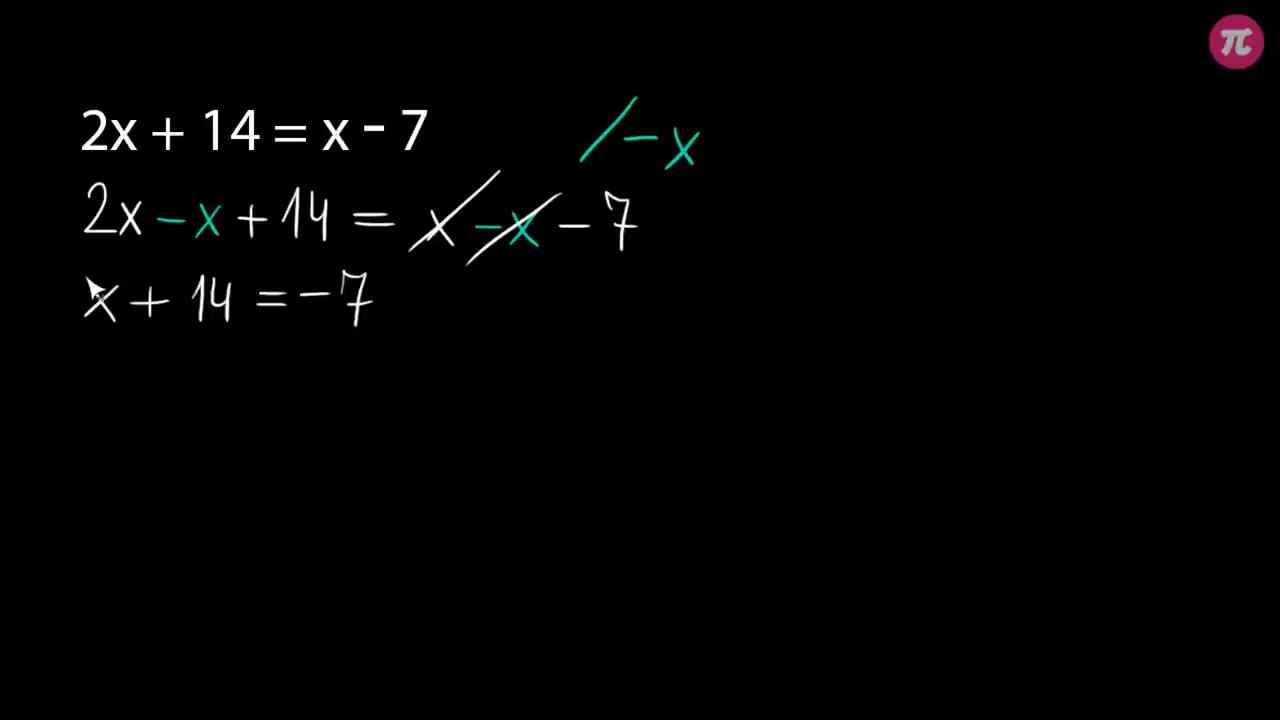 π
2x + 14 = x - 7 / - x
2x - x + 14 = x - x - 7
x + 14 = - 7